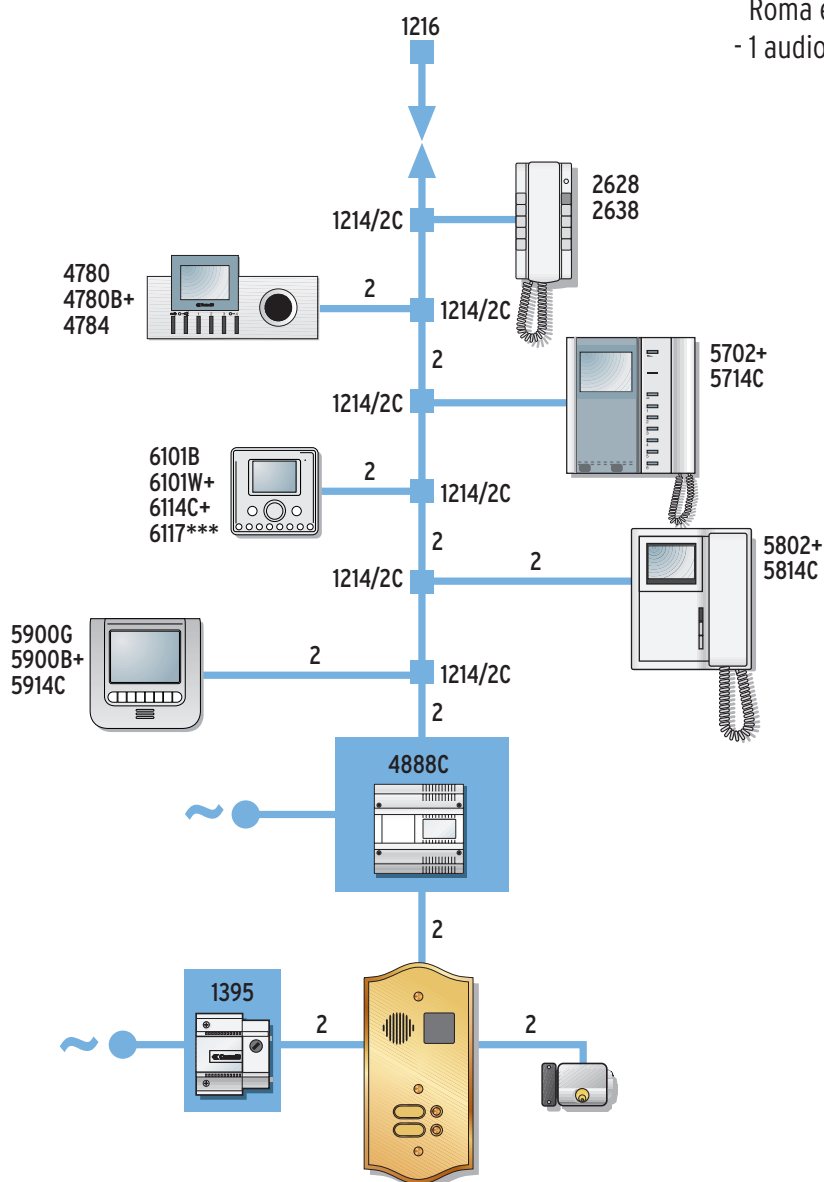 Roma e
- 1 audio
1216
2628
2638
1214/2C
4780
4780B+
4784
2
1214/2C
2
5702+
5714C
1214/2C
6101B
6101W+
6114C+
6117***
2
1214/2C
2
5802+
5814C
1214/2C
2
5900G
5900B+
5914C
2
1214/2C
2
4888C
~
2
1395
~
2
2